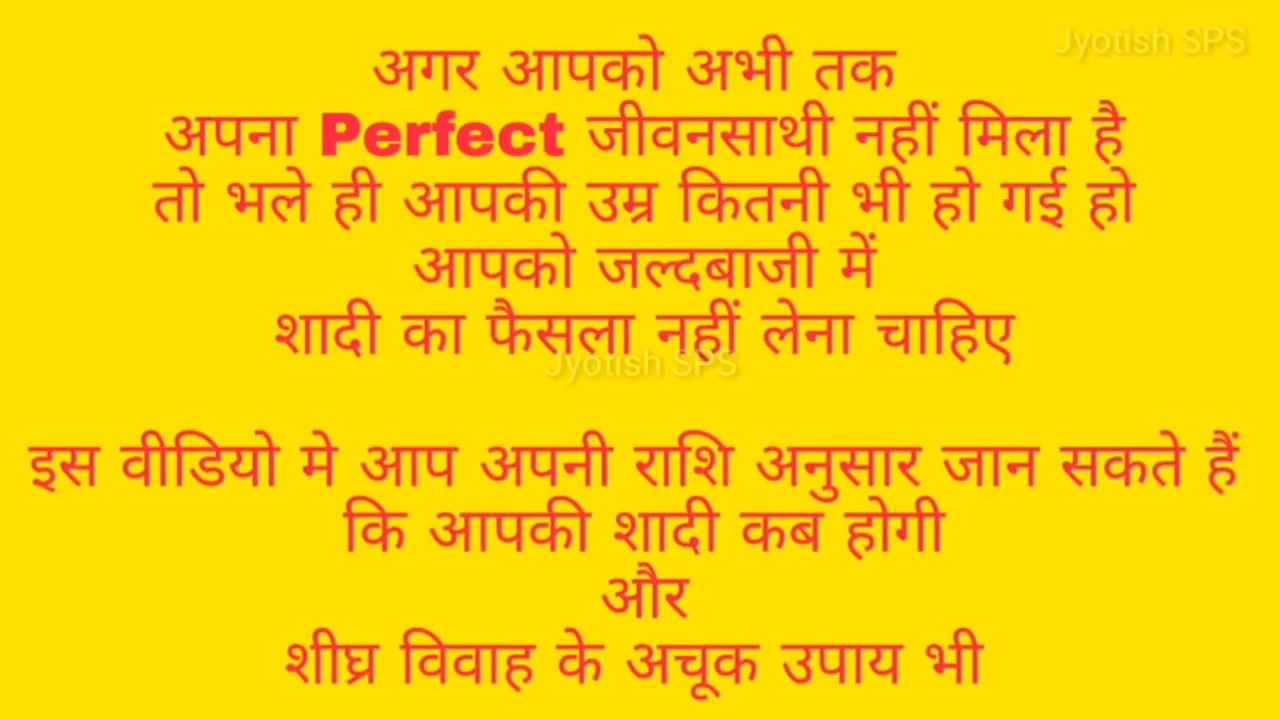 Jyotish SPS
अगर आपको अभी तक
अपना Perfect जीवनसाथी नहीं मिला है
तो भले ही आपकी उम्र कितनी भी हो गई हो
आपको जल्दबाजी में
शादी का फैसला नहीं लेना चाहिए
Jyotish SPS
इस वीडियो मे आप अपनी राशि अनुसार जान सकते हैं
कि आपकी शादी कब होगी
और
शीघ्र विवाह के अचूक उपाय भी